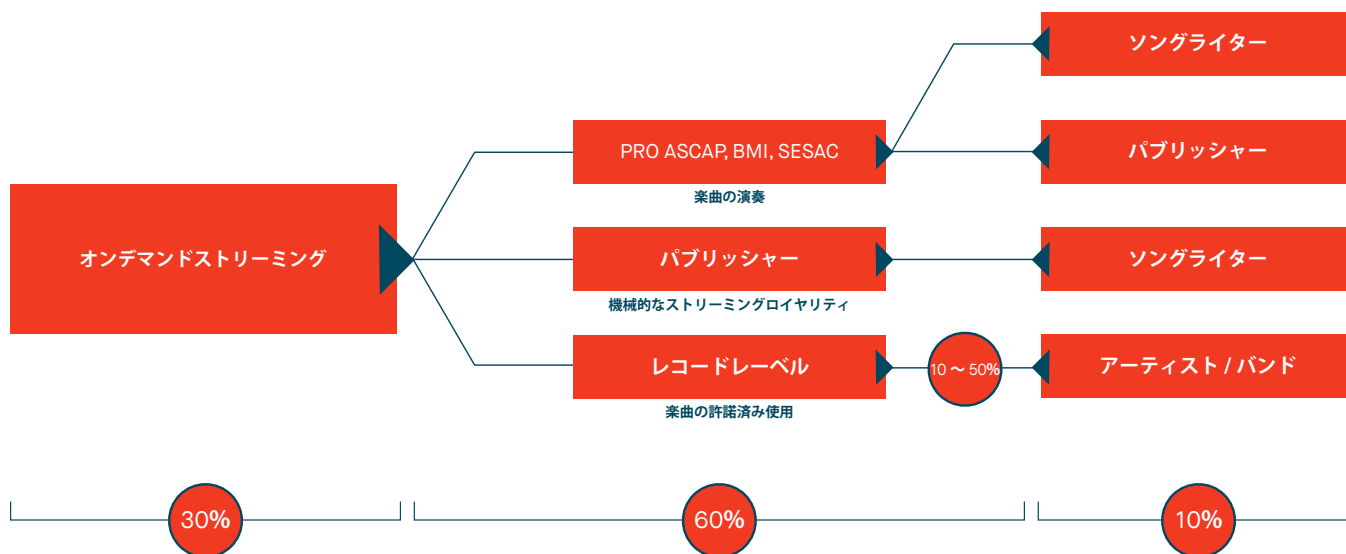 ソングライター
PRO ASCAP, BMI, SESAC
パブリッシャー
楽曲の演奏
オンデマンドストリーミング
パブリッシャー
ソングライター
機械的なストリーミングロイヤリティ
レコードレーベル
10 ～ 50%
アーティスト / バンド
楽曲の許諾済み使用
30%
60%
10%